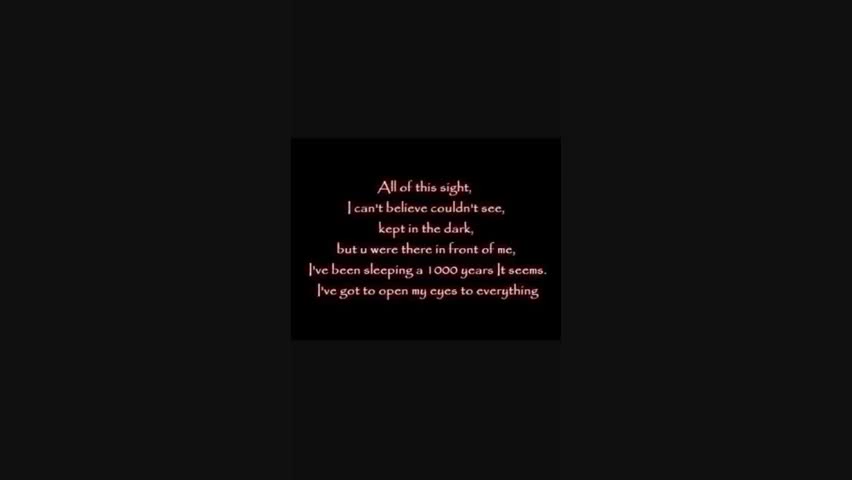 All of this sight,
I can't believe couldn't see,
kept in the dark,
but u were there in front of me,
I've been sleeping a 1000 years It seems.
I've got to open my eyes to everything